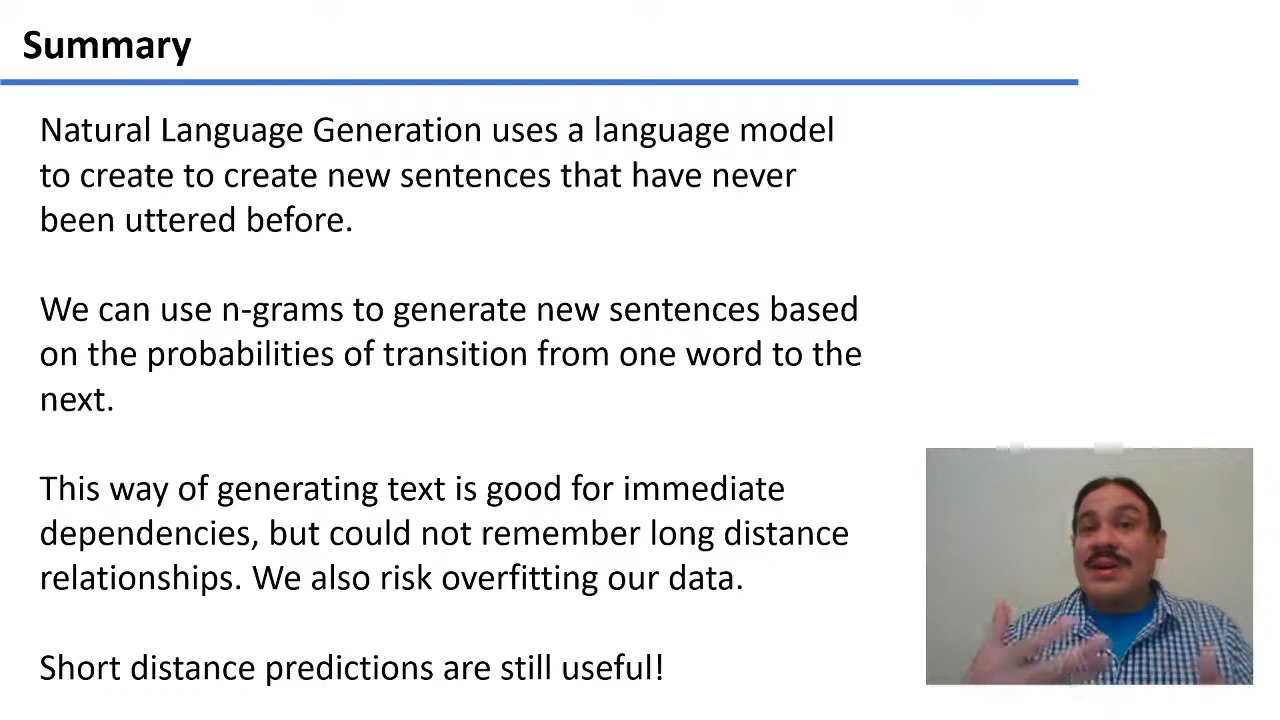 Summary
Natural Language Generation uses a language model
to create to create new sentences that have never
been uttered before.
We can use n-grams to generate new sentences based
on the probabilities of transition from one word to the
next.
This way of generating text is good for immediate
dependencies, but could not remember long distance
relationships. We also risk overfitting our data.
Short distance predictions are still useful!